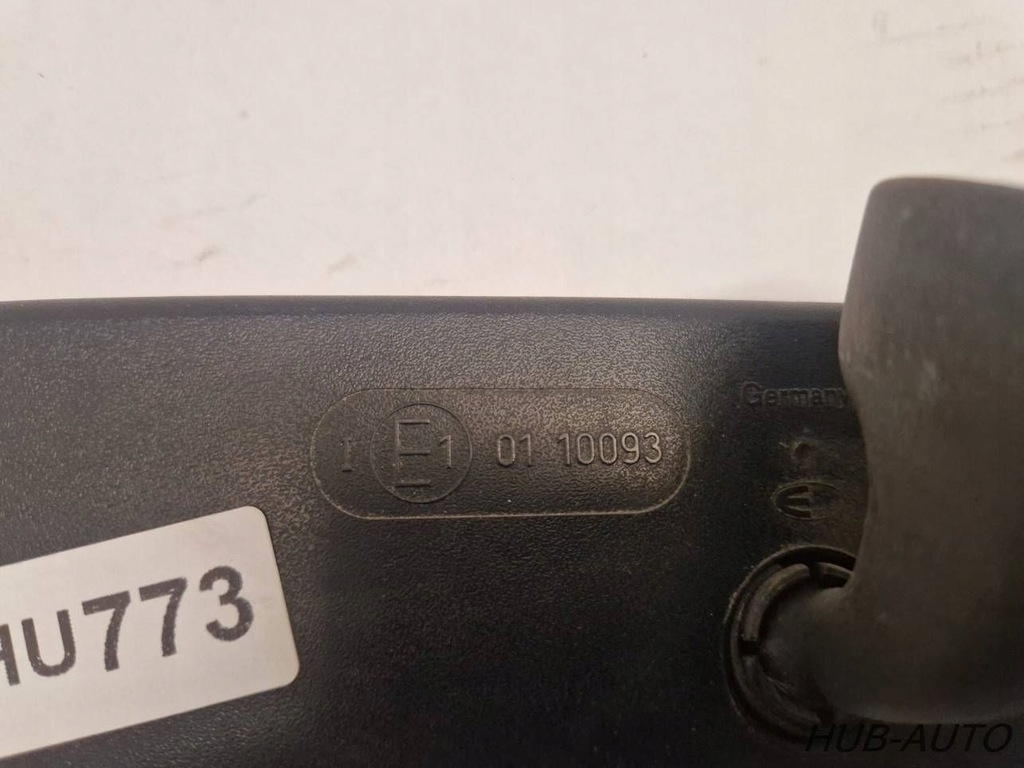 Germany
I E1 01 10093
HU773
HUB-AUTO